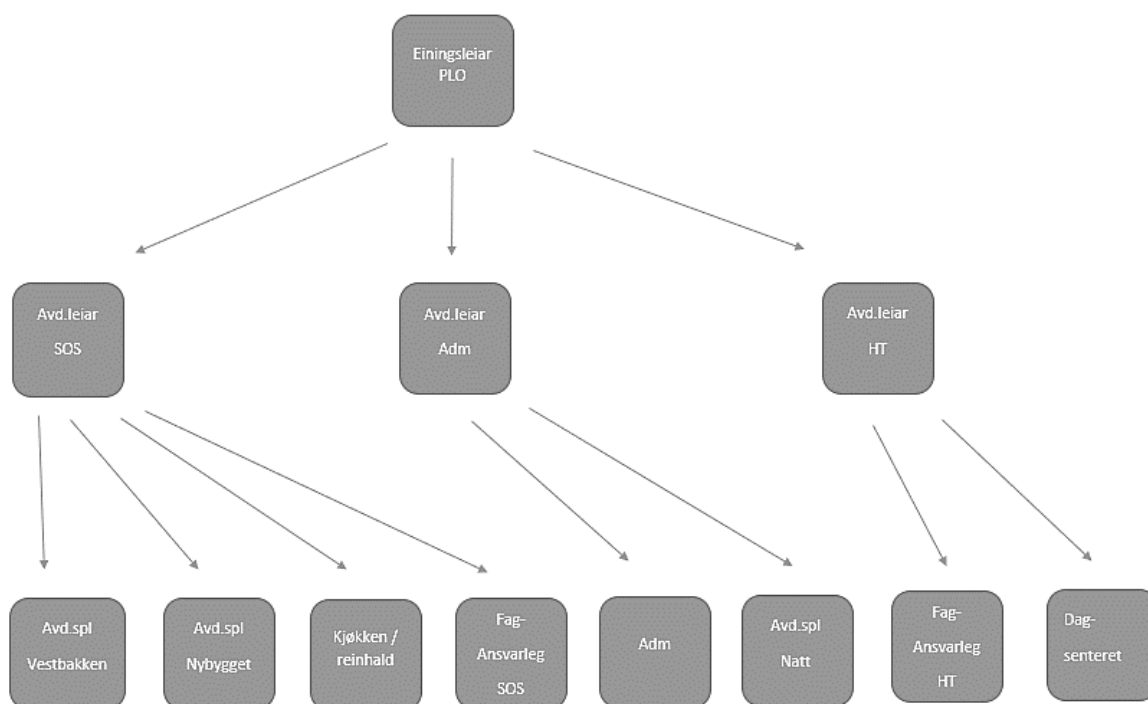 Einingsleiar
PLO
Avd.leiar
SOS
Avd.leiar
Adm
Avd.leiar
HT
Avd.spl
Vestbakken
Avd.spl
Nybygget
Kjøkken /
reinhald
Fag-
Ansvarleg
SOS
Adm
Avd.spl
Natt
Fag-
Ansvarleg
HT
Dag-
senteret